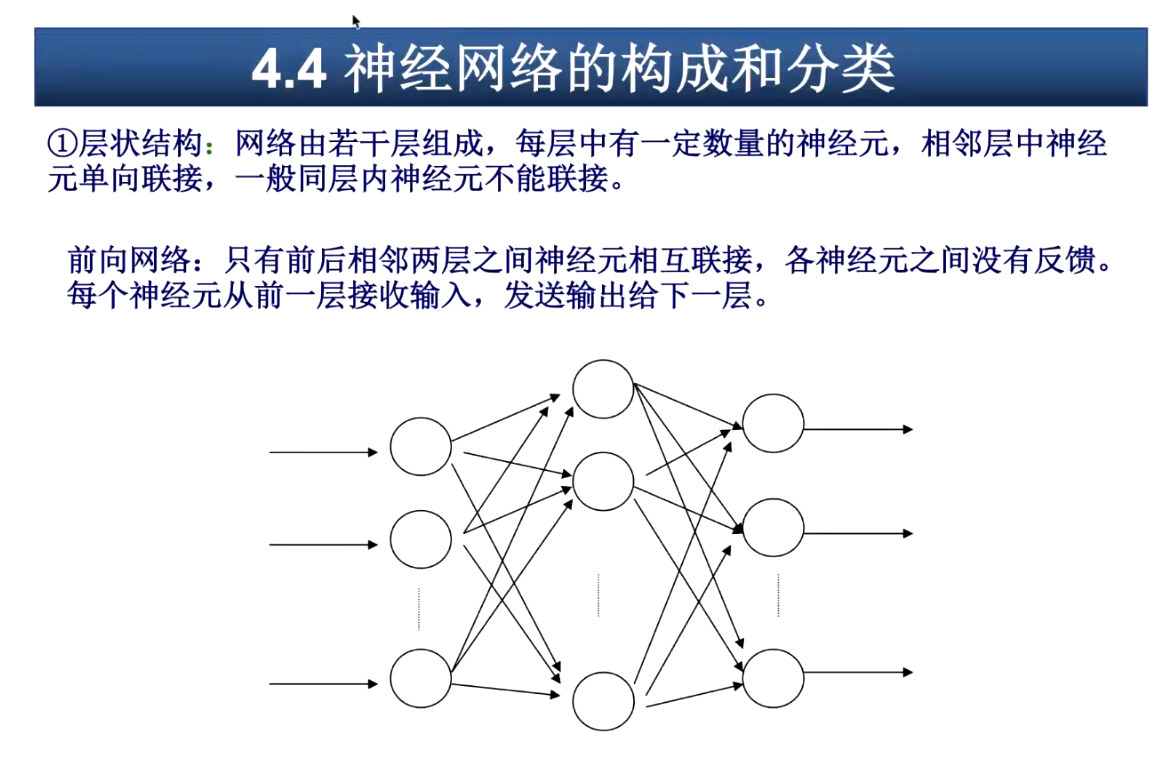 4.4 神经网络的构成和分类
①层状结构：网络由若干层组成，每层中有一定数量的神经元，相邻层中神经
元单向联接，一般同层内神经元不能联接。
前向网络：只有前后相邻两层之间神经元相互联接，各神经元之间没有反馈。
每个神经元从前一层接收输入，发送输出给下一层。